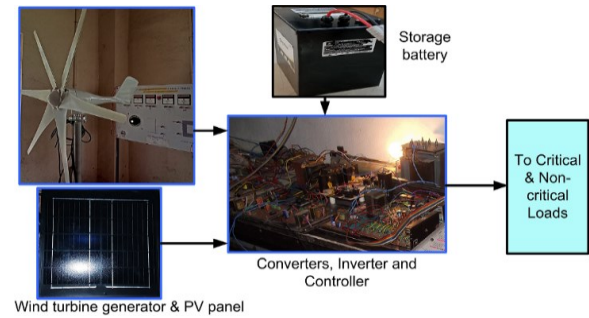 Storage
battery
To Critical
& Non-
critical
Loads
Converters, Inverter and
Controller
Wind turbine generator & PV panel